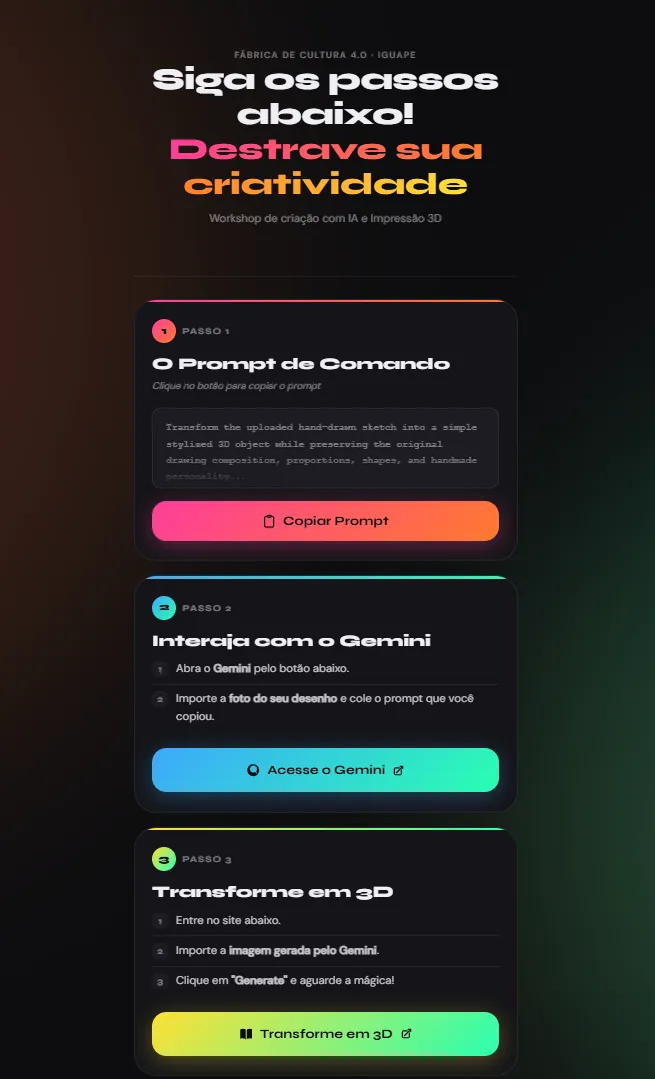 FÁBRICA DE CULTURA 4.0 · IGUAPE
Siga os passos
abaixo!
Destrave sua
criatividade
Workshop de criação com IA e Impressão 3D
1 PASSO 1
O Prompt de Comando
Clique no botão para copiar o prompt
Transform the uploaded hand-drawn sketch into a simple
stylized 3D object while preserving the original
drawing composition, proportions, shapes, and handmade
personality...
Copiar Prompt
2 PASSO 2
Interaja com o Gemini
1 Abra o Gemini pelo botão abaixo.
2 Importe a foto do seu desenho e cole o prompt que você
copiou.
Acesse o Gemini
3 PASSO 3
Transforme em 3D
1 Entre no site abaixo.
2 Importe a imagem gerada pelo Gemini.
3 Clique em "Generate" e aguarde a mágica!
Transforme em 3D